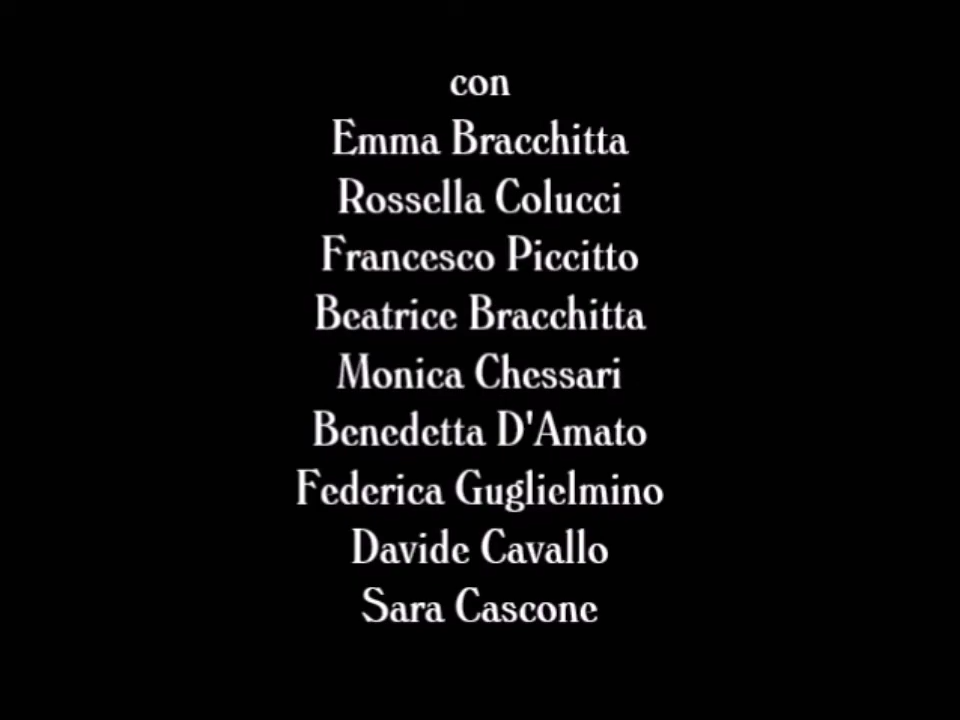 con
Emma Bracchitta
Rossella Colucci
Francesco Piccitto
Beatrice Bracchitta
Monica Chessari
Benedetta D'Amato
Federica Guglielmino
Davide Cavallo
Sara Cascone